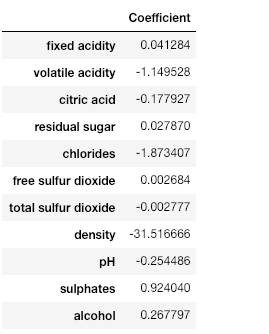 Coefficient
fixed acidity 0.041284
volatile acidity -1.149528
citric acid -0.177927
residual sugar 0.027870
chlorides -1.873407
free sulfur dioxide 0.002684
total sulfur dioxide -0.002777
density -31.516666
pH -0.254486
sulphates 0.924040
alcohol 0.267797